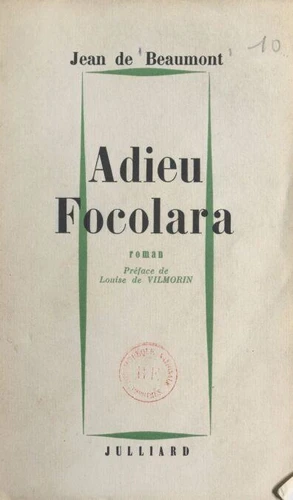 Jean de Beaumont
10
Adieu
Focolara
roman
Préface de
Louise de VILMORIN
JULLIARD